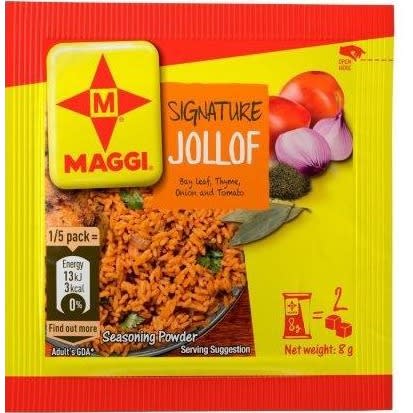 OPEN
HERE
M
MAGGI®
SIGNATURE
JOLLOF
Bay Leaf, Thyme,
Onion and Tomato
1/5 pack =
Energy
13kJ
3kcal
0%
Find out more
Adult's GDA*
Seasoning Powder
Serving Suggestion
8g = 2
Net weight: 8 g